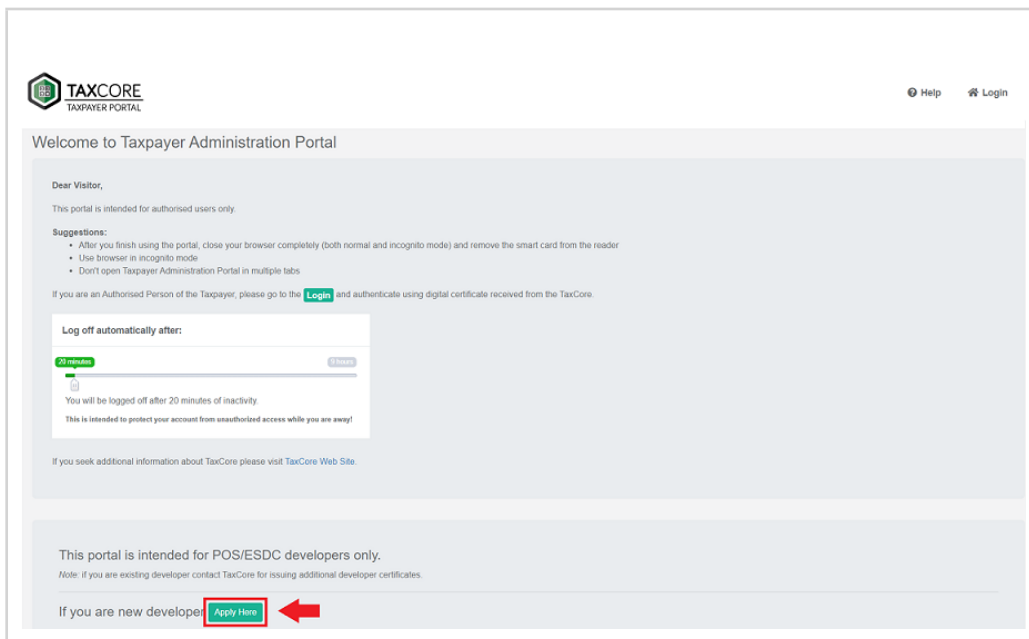 TAXCORE
TAXPAYER PORTAL
Help
Login
Welcome to Taxpayer Administration Portal
Dear Visitor,
This portal is intended for authorised users only.
Suggestions:
After you finish using the portal, close your browser completely (both normal and incognito mode) and remove the smart card from the reader
Use browser in incognito mode
Don't open Taxpayer Administration Portal in multiple tabs
If you are an Authorised Person of the Taxpayer, please go to the Login and authenticate using digital certificate received from the TaxCore.
Log off automatically after:
20 minutes
9 hours
You will be logged off after 20 minutes of inactivity.
This is intended to protect your account from unauthorized access while you are away!
If you seek additional information about TaxCore please visit TaxCore Web Site.
This portal is intended for POS/ESDC developers only.
Note: if you are existing developer contact TaxCore for issuing additional developer certificates.
If you are new developer Apply Here